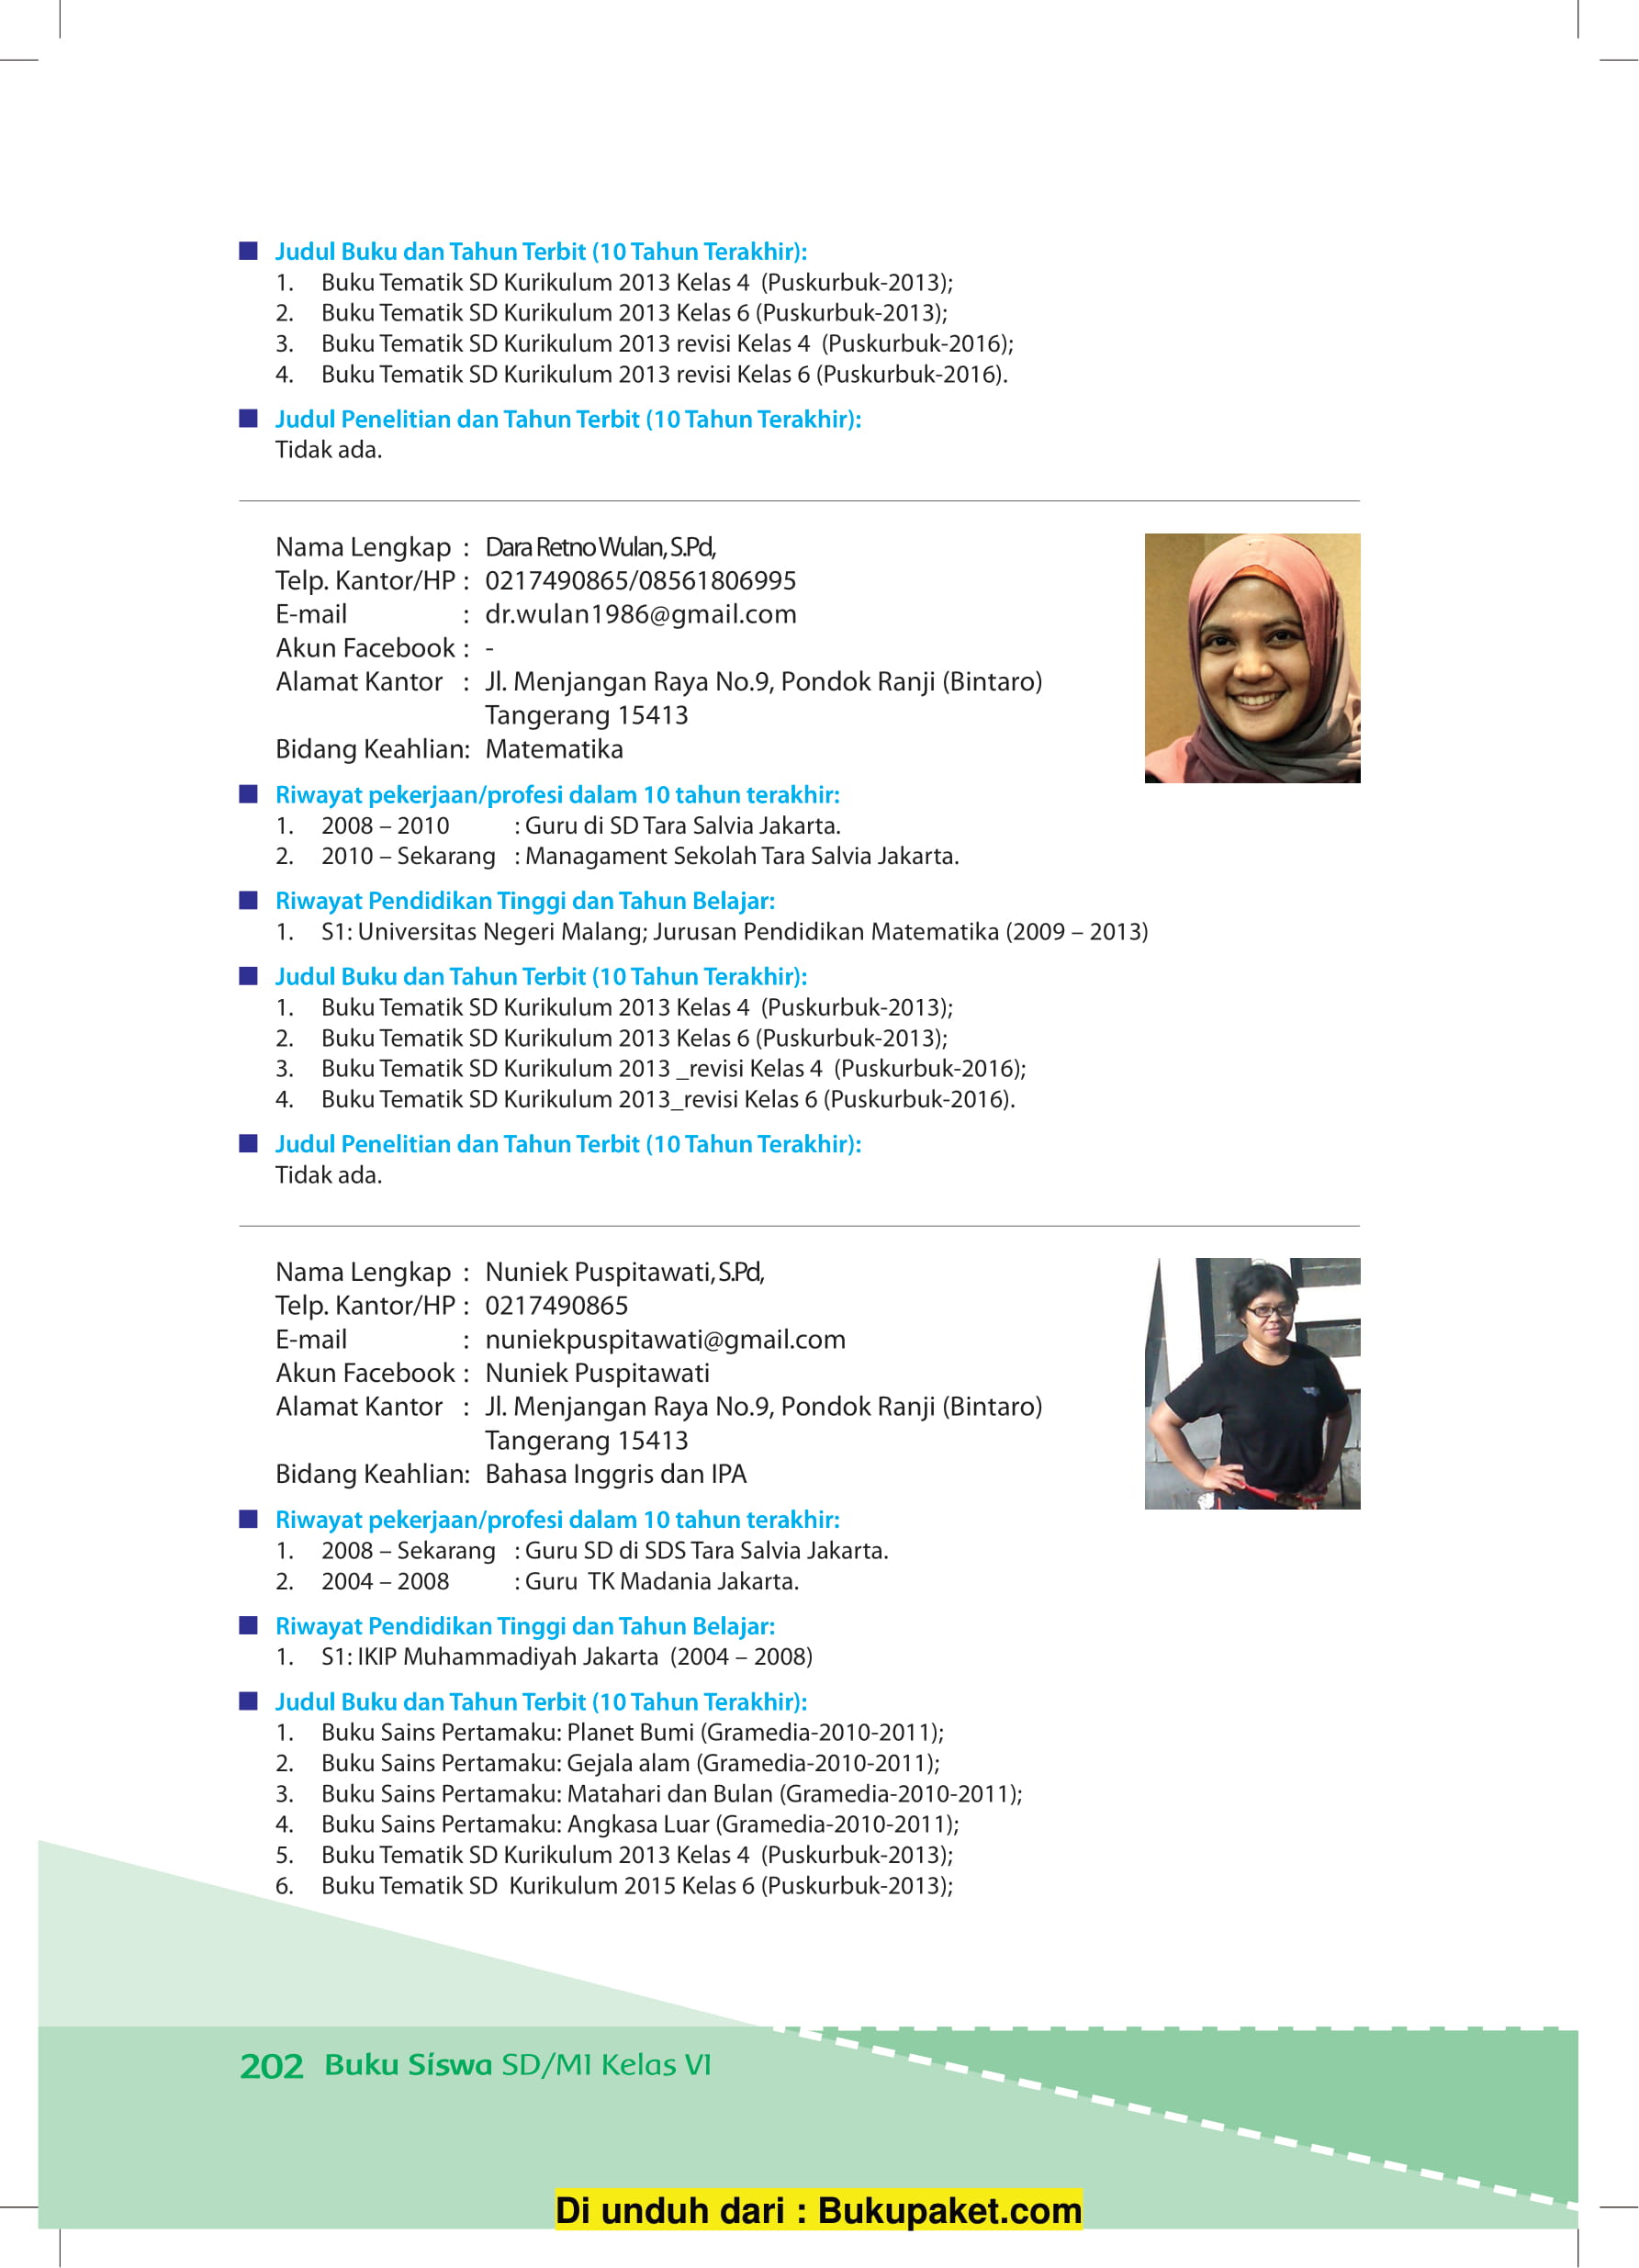 Judul Buku dan Tahun Terbit (10 Tahun Terakhir):
1. Buku Tematik SD Kurikulum 2013 Kelas 4 (Puskurbuk-2013);
2. Buku Tematik SD Kurikulum 2013 Kelas 6 (Puskurbuk-2013);
3. Buku Tematik SD Kurikulum 2013 revisi Kelas 4 (Puskurbuk-2016);
4. Buku Tematik SD Kurikulum 2013 revisi Kelas 6 (Puskurbuk-2016).
Judul Penelitian dan Tahun Terbit (10 Tahun Terakhir):
Tidak ada.
Nama Lengkap : Dara Retno Wulan, S.Pd,
Telp. Kantor/HP : 0217490865/08561806995
E-mail : dr.wulan1986@gmail.com
Akun Facebook : -
Alamat Kantor : Jl. Menjangan Raya No.9, Pondok Ranji (Bintaro)
Tangerang 15413
Bidang Keahlian: Matematika
Riwayat pekerjaan/profesi dalam 10 tahun terakhir:
1. 2008 – 2010 : Guru di SD Tara Salvia Jakarta.
2. 2010 – Sekarang : Managament Sekolah Tara Salvia Jakarta.
Riwayat Pendidikan Tinggi dan Tahun Belajar:
1. S1: Universitas Negeri Malang; Jurusan Pendidikan Matematika (2009 – 2013)
Judul Buku dan Tahun Terbit (10 Tahun Terakhir):
1. Buku Tematik SD Kurikulum 2013 Kelas 4 (Puskurbuk-2013);
2. Buku Tematik SD Kurikulum 2013 Kelas 6 (Puskurbuk-2013);
3. Buku Tematik SD Kurikulum 2013 _revisi Kelas 4 (Puskurbuk-2016);
4. Buku Tematik SD Kurikulum 2013_revisi Kelas 6 (Puskurbuk-2016).
Judul Penelitian dan Tahun Terbit (10 Tahun Terakhir):
Tidak ada.
Nama Lengkap : Nuniek Puspitawati, S.Pd,
Telp. Kantor/HP : 0217490865
E-mail : nuniekpuspitawati@gmail.com
Akun Facebook : Nuniek Puspitawati
Alamat Kantor : Jl. Menjangan Raya No.9, Pondok Ranji (Bintaro)
Tangerang 15413
Bidang Keahlian: Bahasa Inggris dan IPA
Riwayat pekerjaan/profesi dalam 10 tahun terakhir:
1. 2008 – Sekarang : Guru SD di SDS Tara Salvia Jakarta.
2. 2004 – 2008 : Guru TK Madania Jakarta.
Riwayat Pendidikan Tinggi dan Tahun Belajar:
1. S1: IKIP Muhammadiyah Jakarta (2004 – 2008)
Judul Buku dan Tahun Terbit (10 Tahun Terakhir):
1. Buku Sains Pertamaku: Planet Bumi (Gramedia-2010-2011);
2. Buku Sains Pertamaku: Gejala alam (Gramedia-2010-2011);
3. Buku Sains Pertamaku: Matahari dan Bulan (Gramedia-2010-2011);
4. Buku Sains Pertamaku: Angkasa Luar (Gramedia-2010-2011);
5. Buku Tematik SD Kurikulum 2013 Kelas 4 (Puskurbuk-2013);
6. Buku Tematik SD Kurikulum 2015 Kelas 6 (Puskurbuk-2013);
202 Buku Siswa SD/MI Kelas VI
Di unduh dari : Bukupaket.com